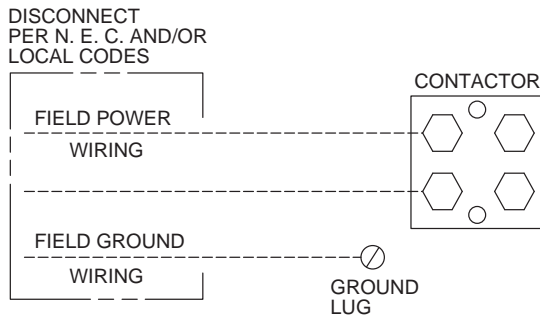 DISCONNECT
PER N. E. C. AND/OR
LOCAL CODES
CONTACTOR
FIELD POWER
WIRING
FIELD GROUND
WIRING
GROUND
LUG